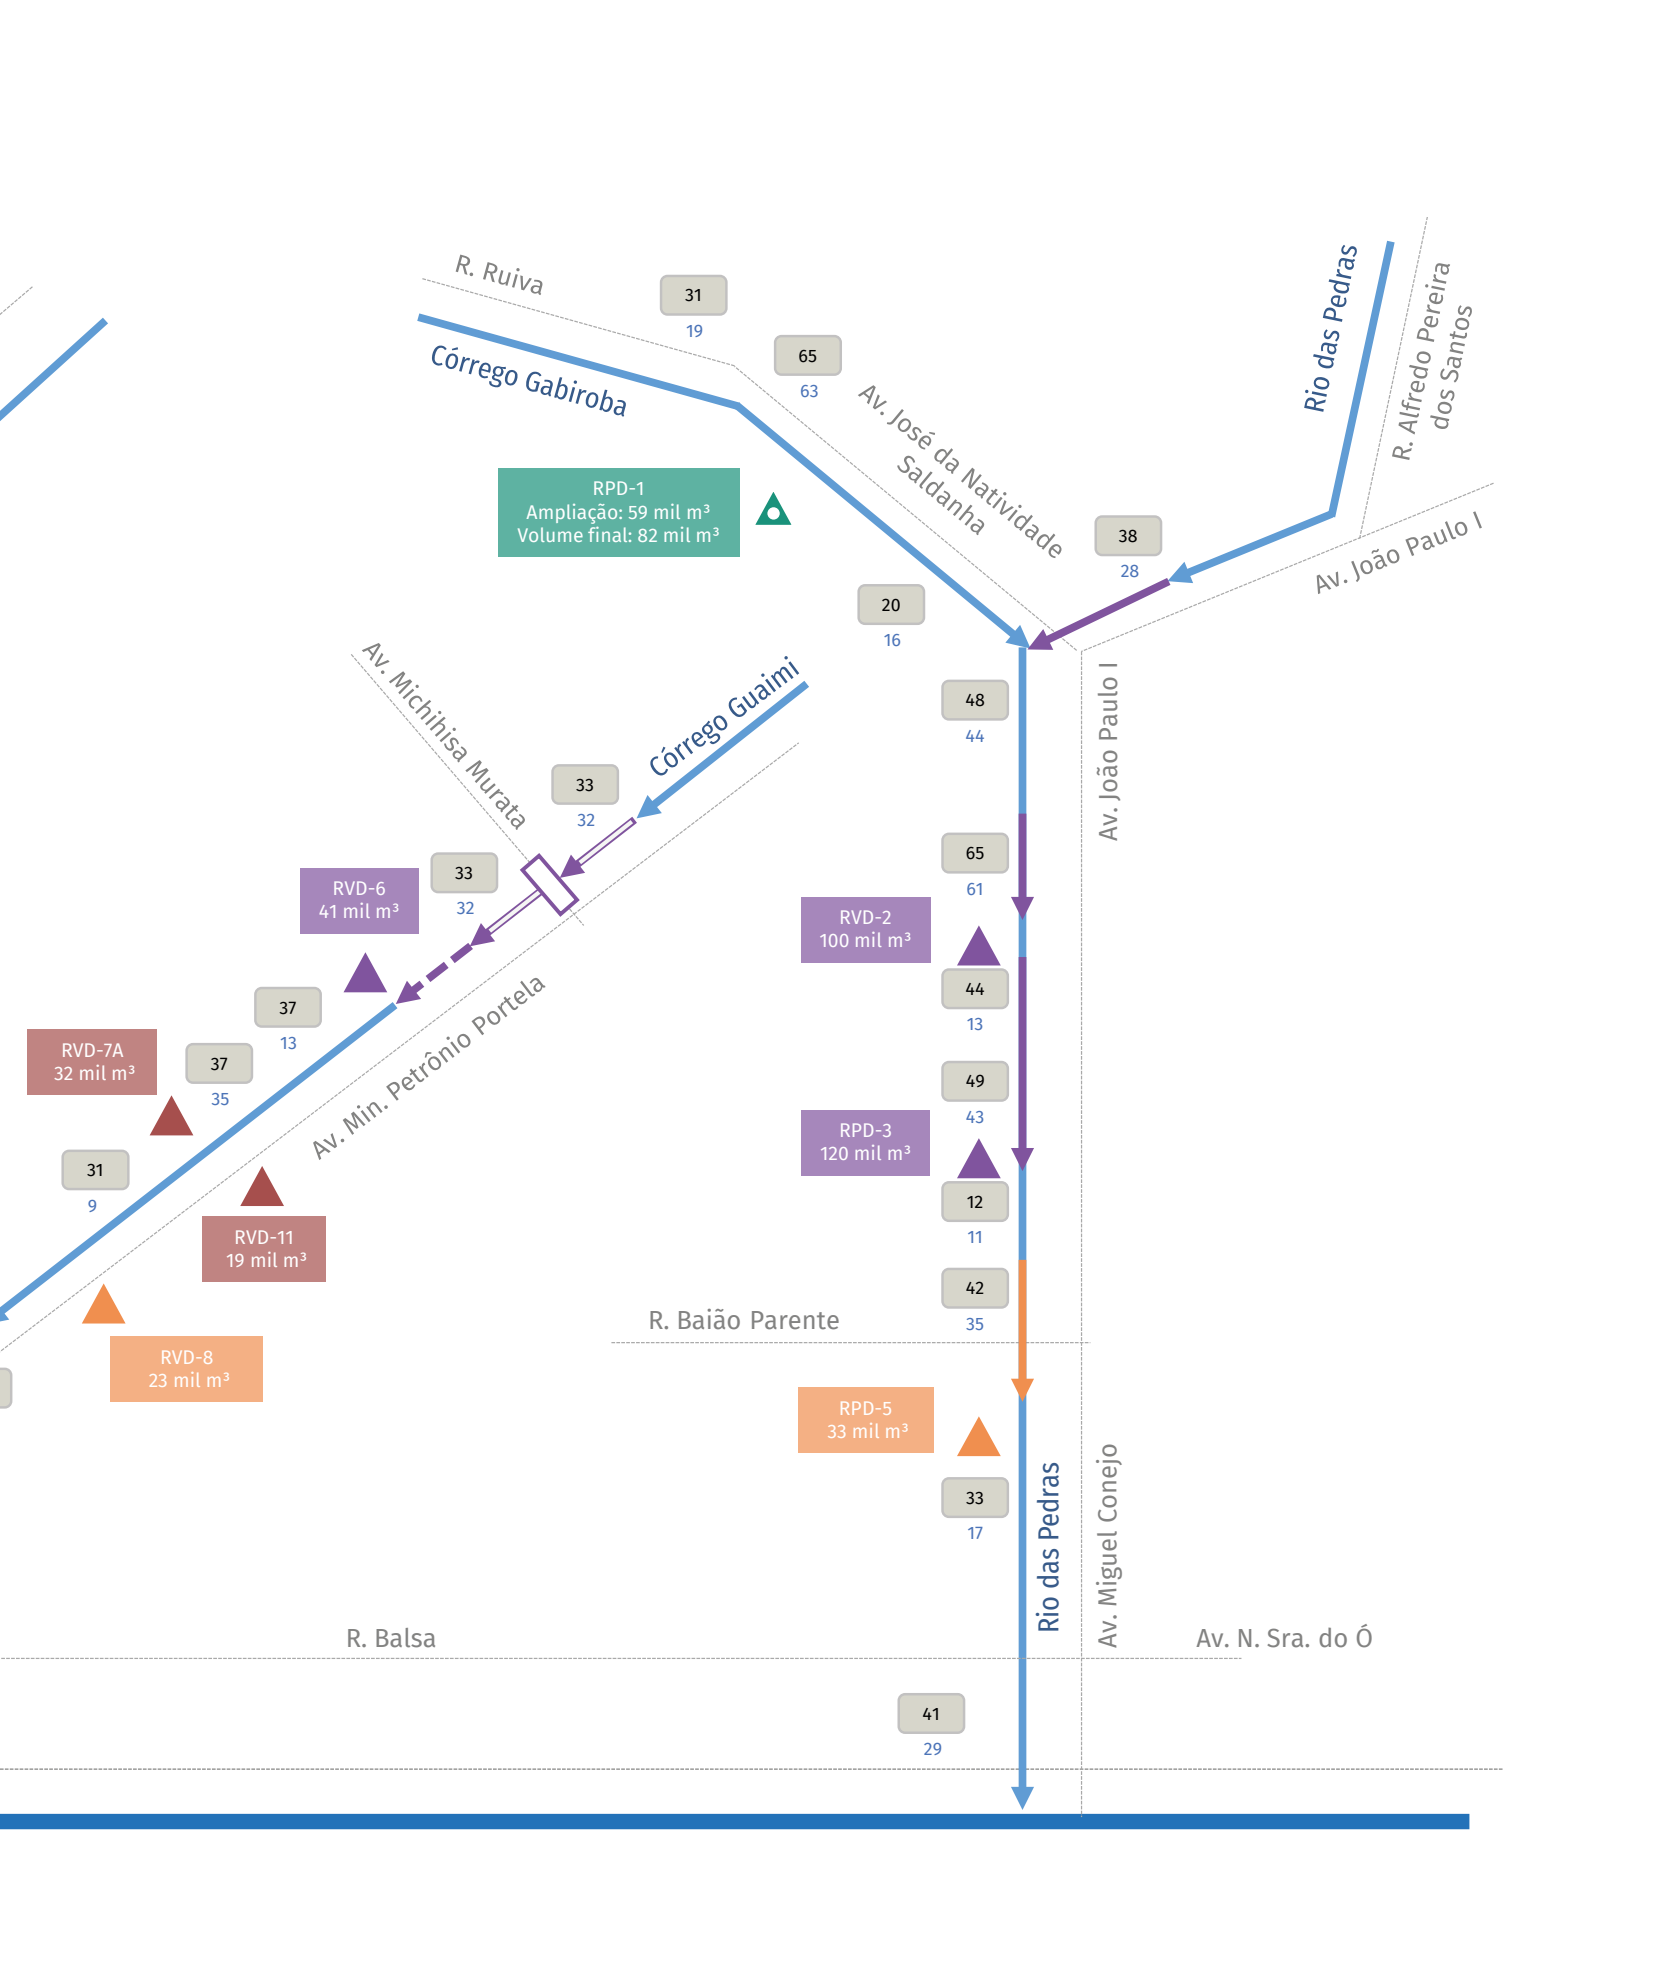 R. Ruiva
31
19
Córrego Gabiroba
65
63
Av. José da Natividade
Saldanha
Rio das Pedras
R. Alfredo Pereira
dos Santos
RPD-1
Ampliação: 59 mil m³
Volume final: 82 mil m³
38
28
Av. João Paulo I
20
16
Av. Michihisa Murata
Córrego Guaimi
48
44
Av. João Paulo I
33
32
65
61
RVD-6
41 mil m³
33
32
RVD-2
100 mil m³
44
13
37
13
Av. Min. Petrônio Portela
RVD-7A
32 mil m³
37
35
49
43
RPD-3
120 mil m³
31
9
12
11
RVD-11
19 mil m³
42
35
R. Baião Parente
RVD-8
23 mil m³
RPD-5
33 mil m³
33
17
Rio das Pedras
Av. Miguel Conejo
R. Balsa
Av. N. Sra. do Ó
41
29